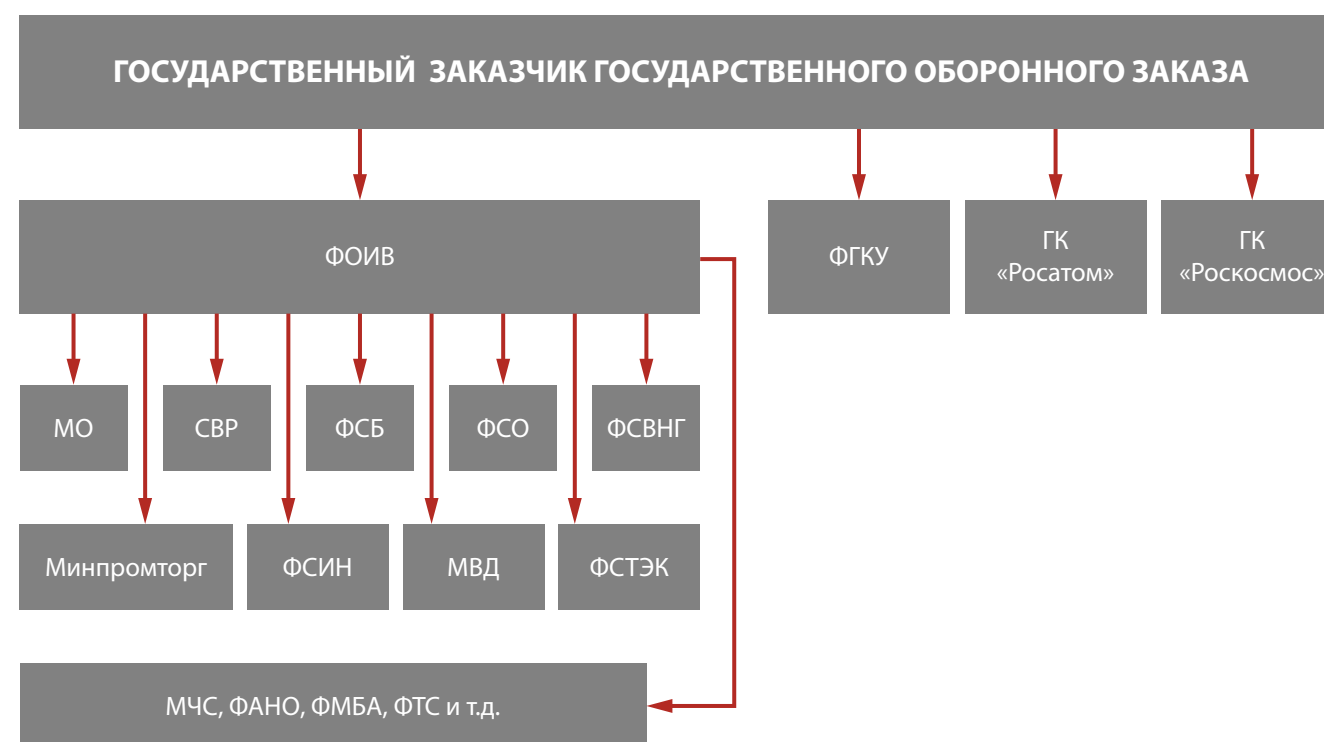 ГОСУДАРСТВЕННЫЙ ЗАКАЗЧИК ГОСУДАРСТВЕННОГО ОБОРОННОГО ЗАКАЗА
ФОИВ
ФГКУ
ГК
«Росатом»
ГК
«Роскосмос»
МО
СВР
ФСБ
ФСО
ФСВНГ
Минпромторг
ФСИН
МВД
ФСТЭК
МЧС, ФАНО, ФМБА, ФТС и т.д.